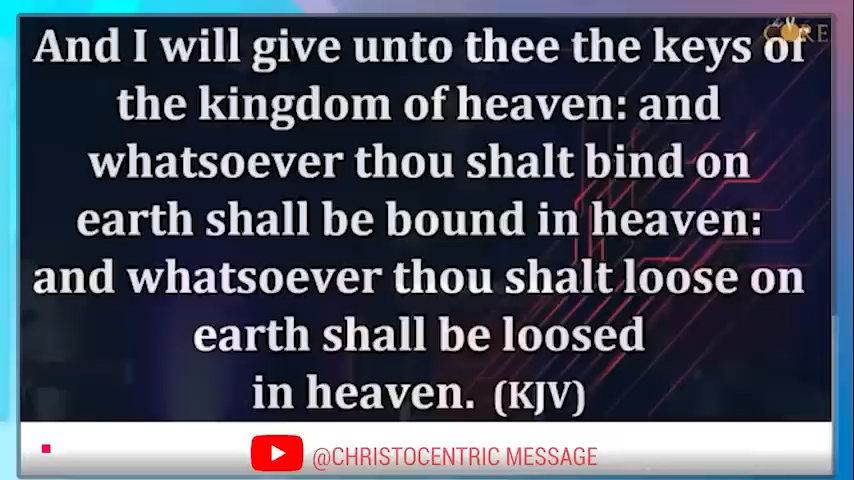 And I will give unto thee the keys of
the kingdom of heaven: and
whatsoever thou shalt bind on
earth shall be bound in heaven:
and whatsoever thou shalt loose on
earth shall be loosed
in heaven. (KJV)
@CHRISTOCENTRIC MESSAGE